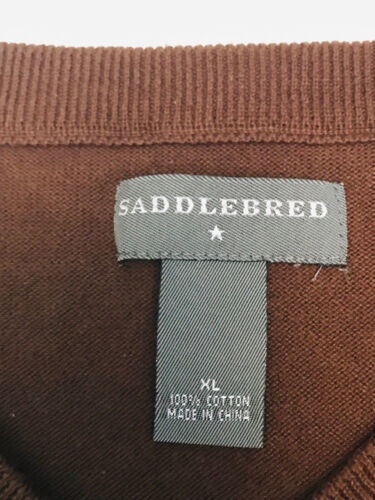 SADDLEBRED
XL
100% COTTON
MADE IN CHINA